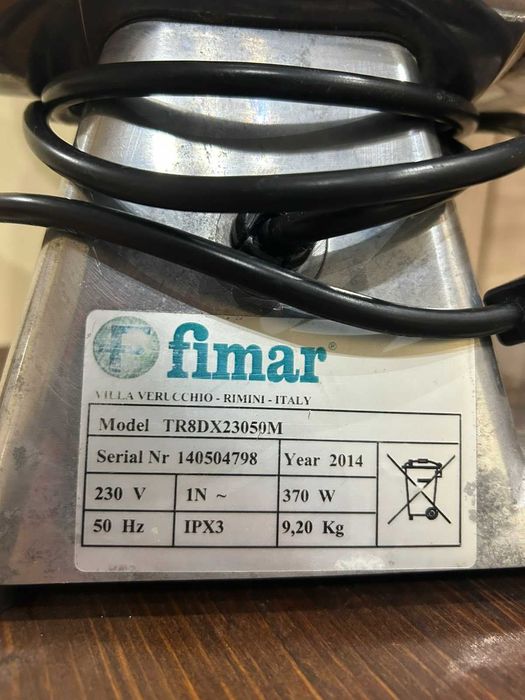 fimar®
VILLA VERUCCHIO - RIMINI - ITALY
Model TR8DX23050M
Serial Nr 140504798 Year 2014
230 V 1N ~ 370 W
50 Hz IPX3 9,20 Kg